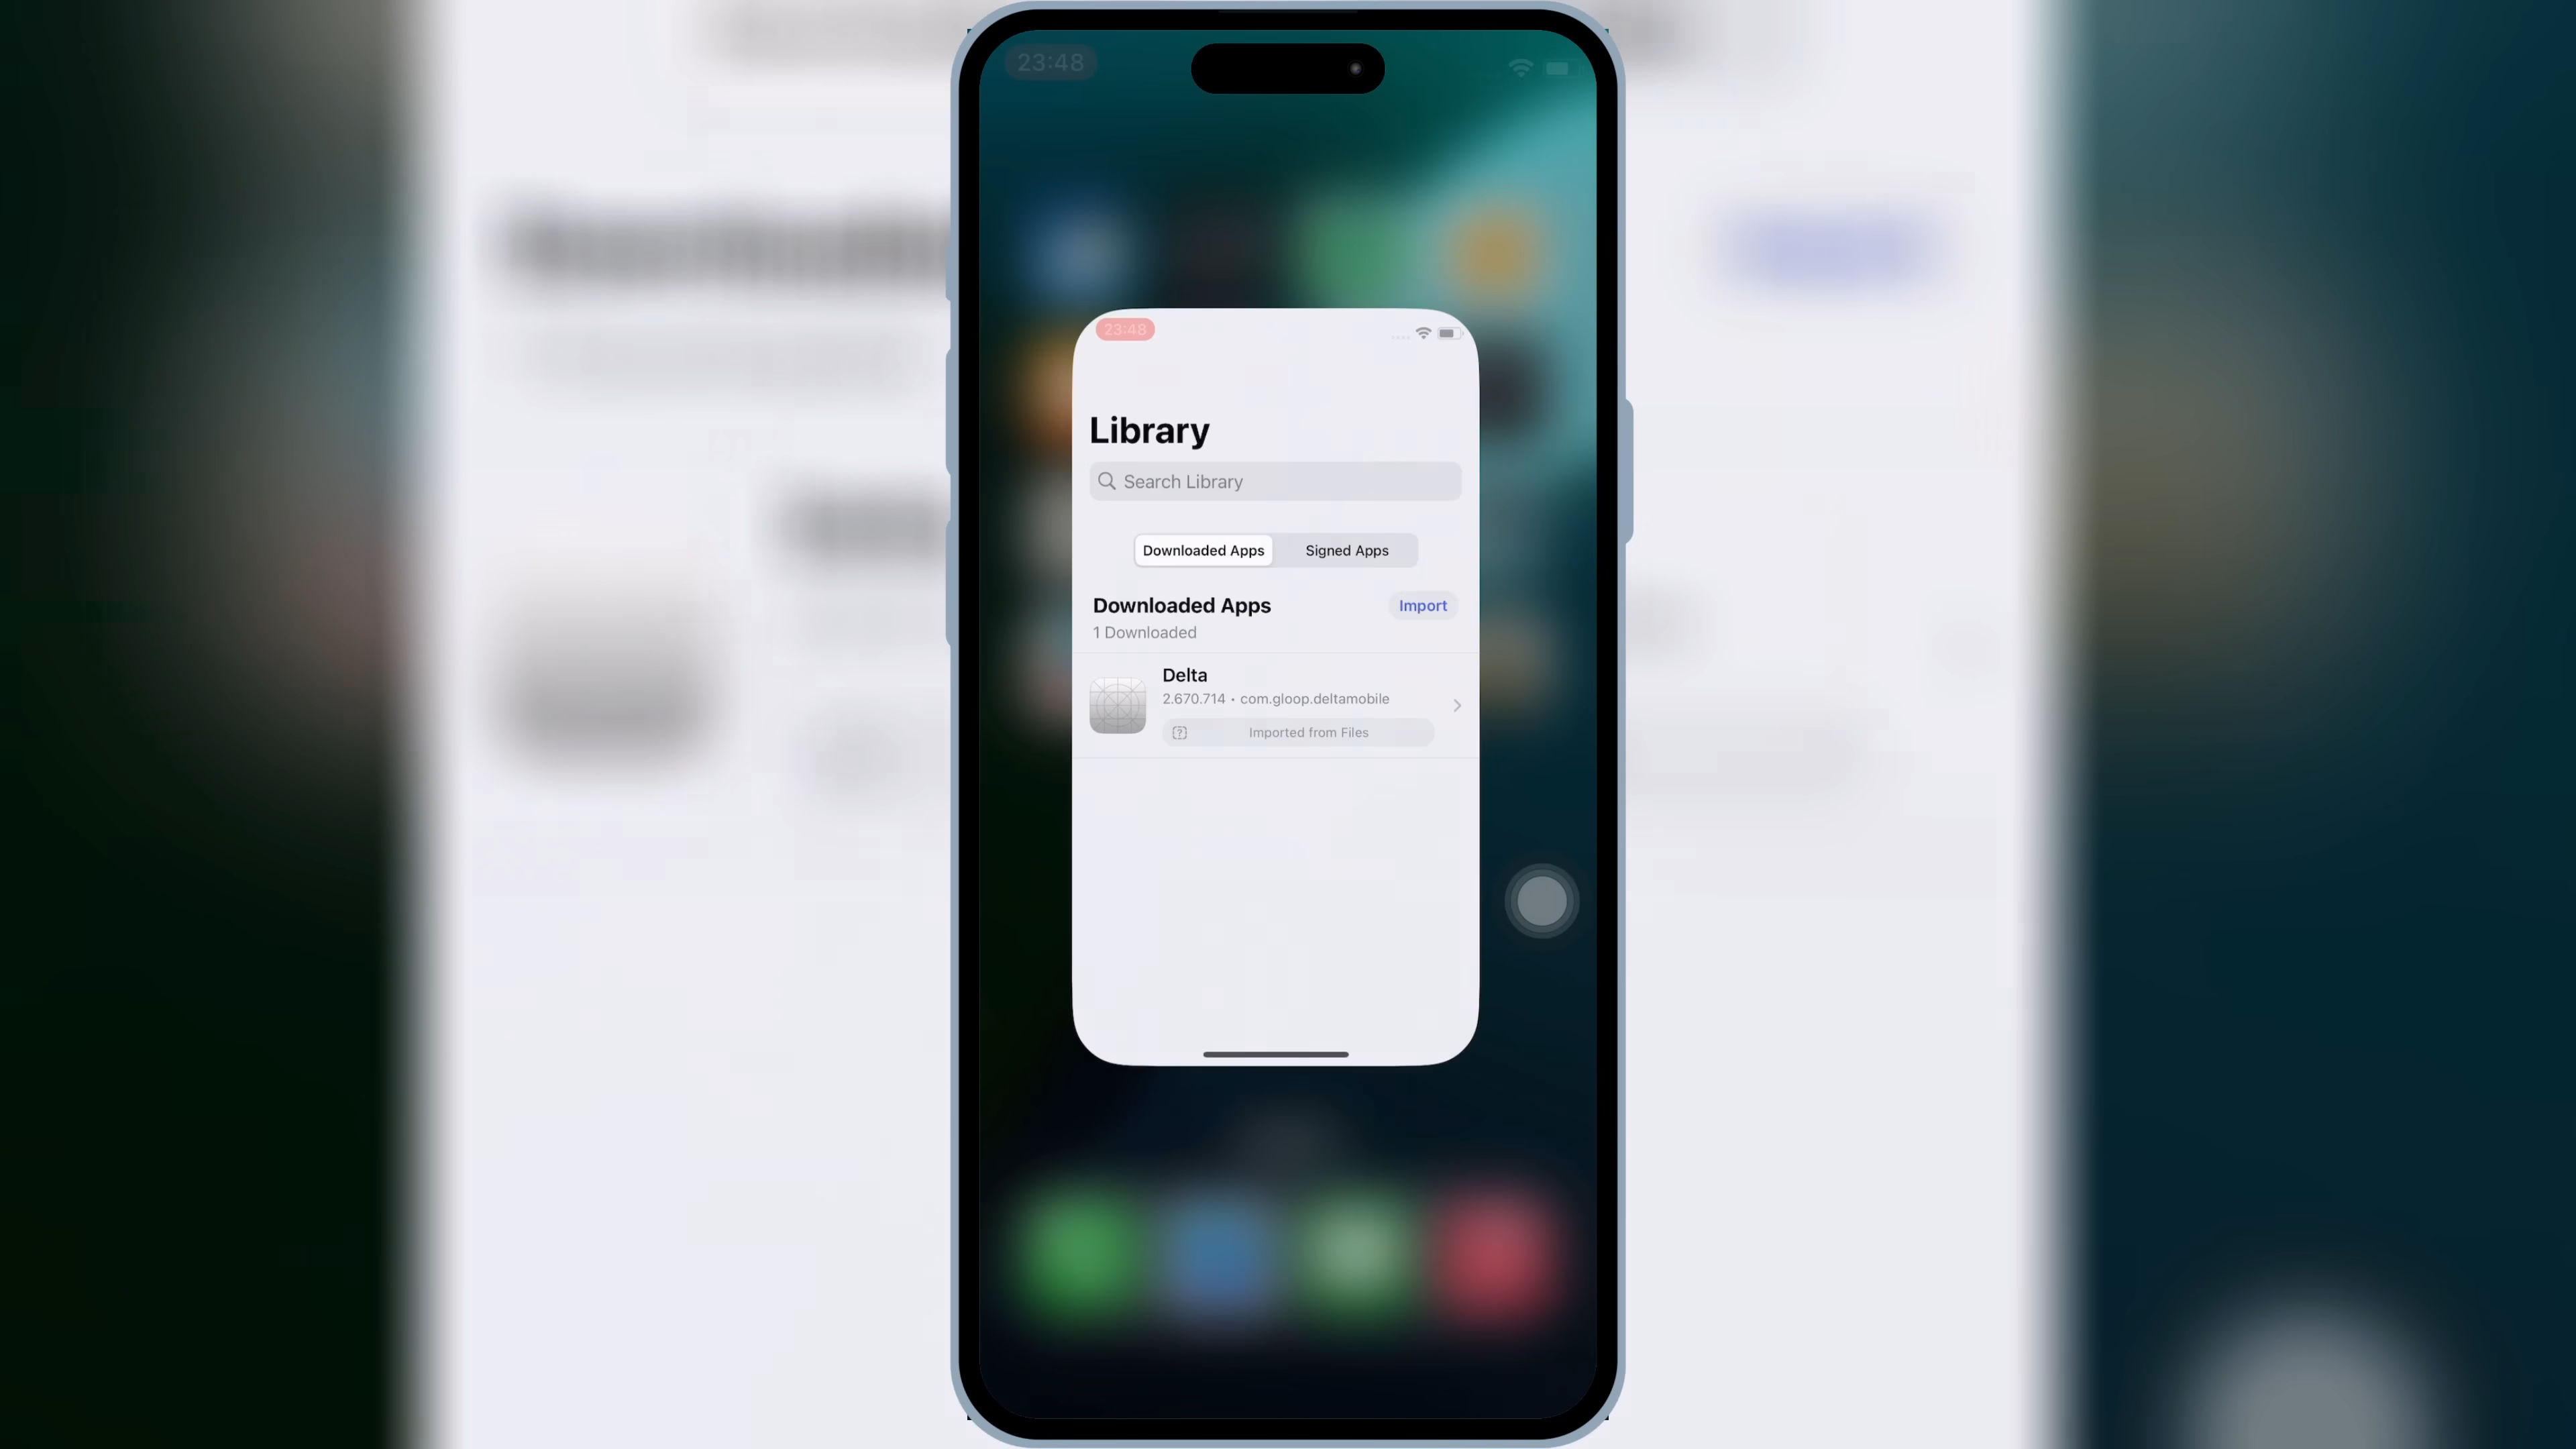 23:48
23:48
Library
Search Library
Downloaded Apps
Signed Apps
Downloaded Apps
Import
1 Downloaded
Delta
2.670.714 • com.gloop.deltamobile
Imported from Files